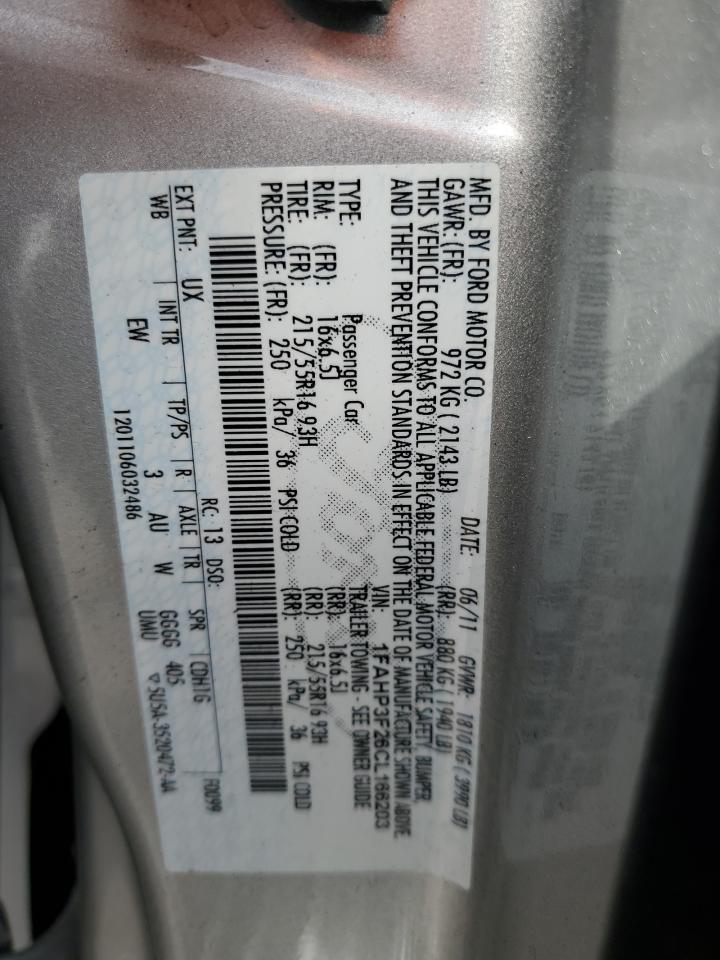 MFD. BY FORD MOTOR CO.
DATE: 06/11 GVWR: 1810 KG ( 3990 LB)
GAWR: (FR): 972 KG ( 2143 LB) (RR): 880 KG ( 1940 LB)
THIS VEHICLE CONFORMS TO ALL APPLICABLE FEDERAL MOTOR VEHICLE SAFETY, BUMPER,
AND THEFT PREVENTION STANDARDS IN EFFECT ON THE DATE OF MANUFACTURE SHOWN ABOVE.
VIN: 1FAHP3F26CL166203
TYPE: Passenger Car TRAILER TOWING - SEE OWNER GUIDE
RIM: (FR): 16x6.5J (RR): 16x6.5J
TIRE: (FR): 215/55R16 93H (RR): 215/55R16 93H
PRESSURE: (FR): 250 kPa/ 36 PSI COLD (RR): 250 kPa/ 36 PSI COLD
F0099
EXT PNT: UX RC: 13 DSO:
WB INT TR TP/PS R AXLE TR SPR CDH1G
EW 3 AU W GGGG 405
1201106032486 UMU
5U5A-3520472-AA